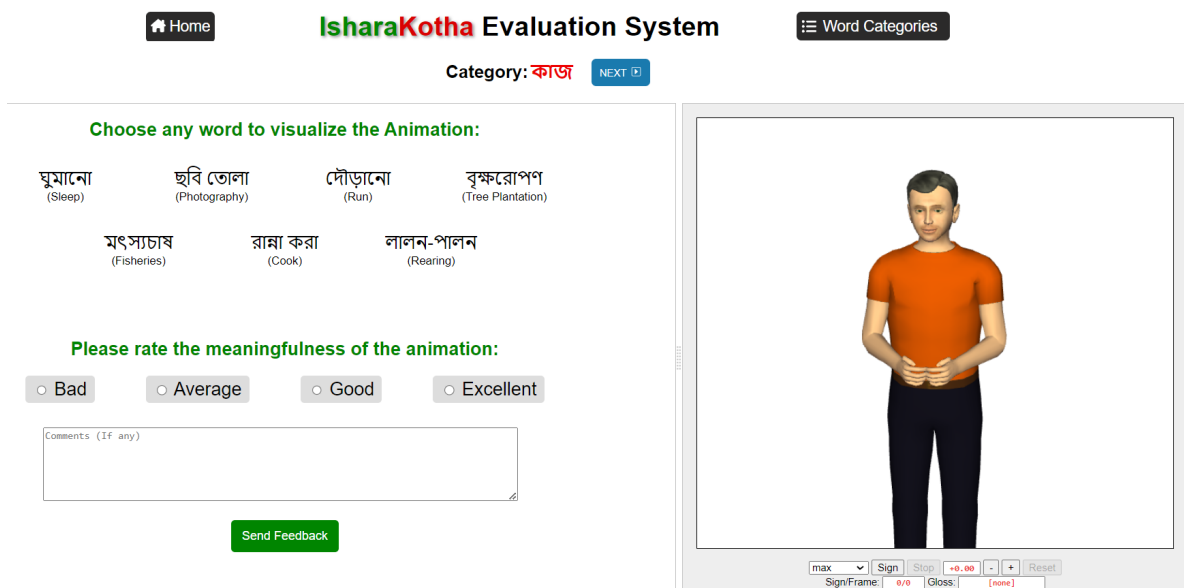 Home IsharaKotha Evaluation System Word Categories
Category: কাজ NEXT
Choose any word to visualize the Animation:
ঘুমানো ছবি তোলা দৌড়ানো বৃক্ষরোপণ
(Sleep) (Photography) (Run) (Tree Plantation)
মৎস্যচাষ রান্না করা লালন-পালন
(Fisheries) (Cook) (Rearing)
Please rate the meaningfulness of the animation:
Bad Average Good Excellent
Comments (If any)
Send Feedback
max Sign Stop +0.00 - + Reset
Sign/Frame: 0/0 Gloss: [none]